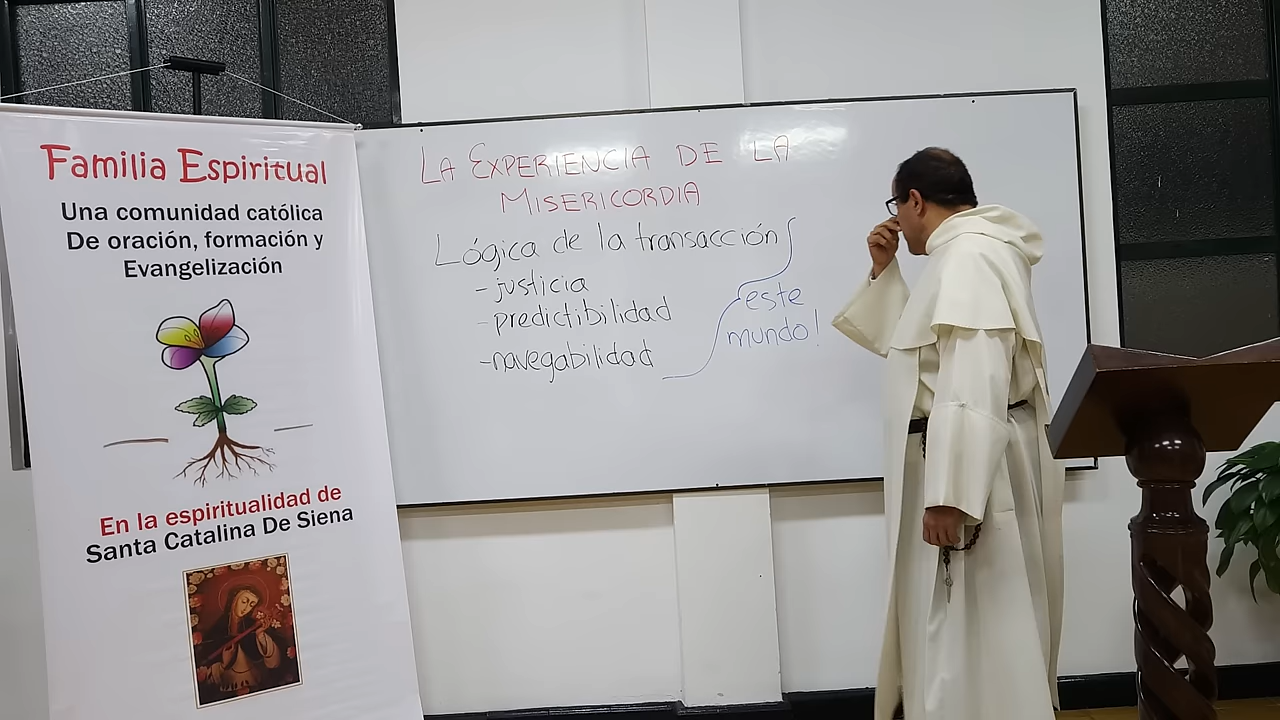 Familia Espiritual
Una comunidad católica
De oración, formación y
Evangelización
En la espiritualidad de
Santa Catalina De Siena
LA EXPERIENCIA DE LA
MISERICORDIA
Lógica de la transacción
- justicia
- predictibilidad
- navegabilidad
este
mundo!